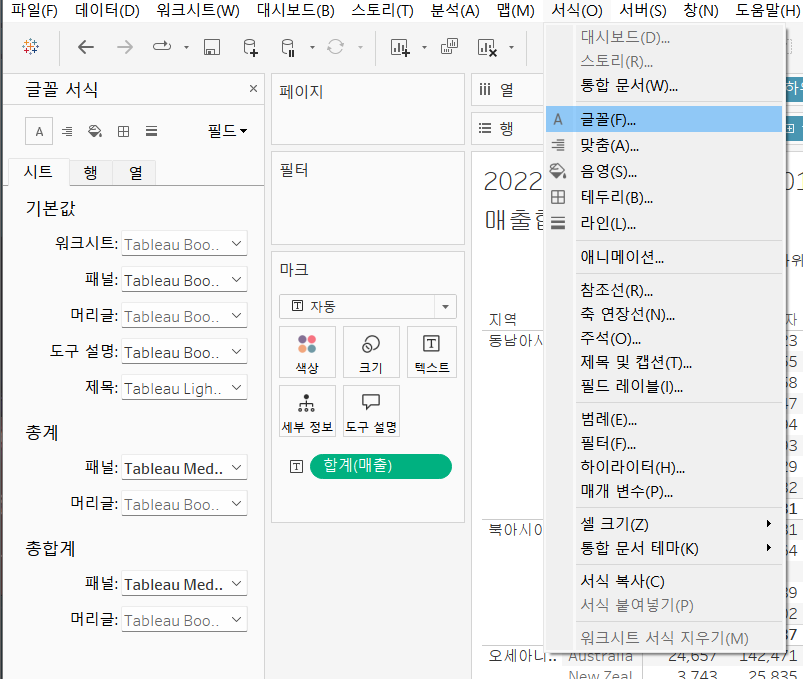 파일(F) 데이터(D) 워크시트(W) 대시보드(B) 스토리(T) 분석(A) 맵(M) 서식(O) 서버(S) 창(N) 도움말(H)
글꼴 서식 ×
A
필드
시트 행 열
기본값
워크시트: Tableau Boo..
패널: Tableau Boo..
머리글: Tableau Boo..
도구 설명: Tableau Boo..
제목: Tableau Ligh..
총계
패널: Tableau Med..
머리글: Tableau Boo..
총합계
패널: Tableau Med..
머리글: Tableau Boo..
페이지
필터
마크
자동
색상 크기 텍스트
세부 정보 도구 설명
합계(매출)
열
행
2022
매출합
지역
동남아시
북아시아
오세아니.. Australia 24,657 142,471
New Zeal 3,743 25,835
대시보드(D)...
스토리(R)...
통합 문서(W)...
A 글꼴(F)...
맞춤(A)...
음영(S)...
테두리(B)...
라인(L)...
애니메이션...
참조선(R)...
축 연장선(N)...
주석(O)...
제목 및 캡션(T)...
필드 레이블(I)...
범례(E)...
필터(F)...
하이라이터(H)...
매개 변수(P)...
셀 크기(Z)
통합 문서 테마(K)
서식 복사(C)
서식 붙여넣기(P)
워크시트 서식 지우기(M)